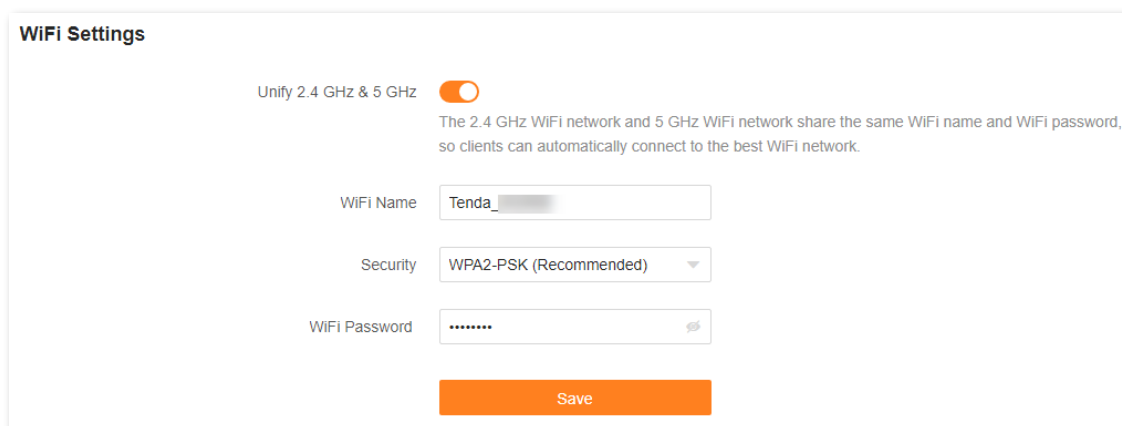 WiFi Settings
Unify 2.4 GHz & 5 GHz
The 2.4 GHz WiFi network and 5 GHz WiFi network share the same WiFi name and WiFi password,
so clients can automatically connect to the best WiFi network.
WiFi Name Tenda_
Security WPA2-PSK (Recommended)
WiFi Password ••••••••
Save